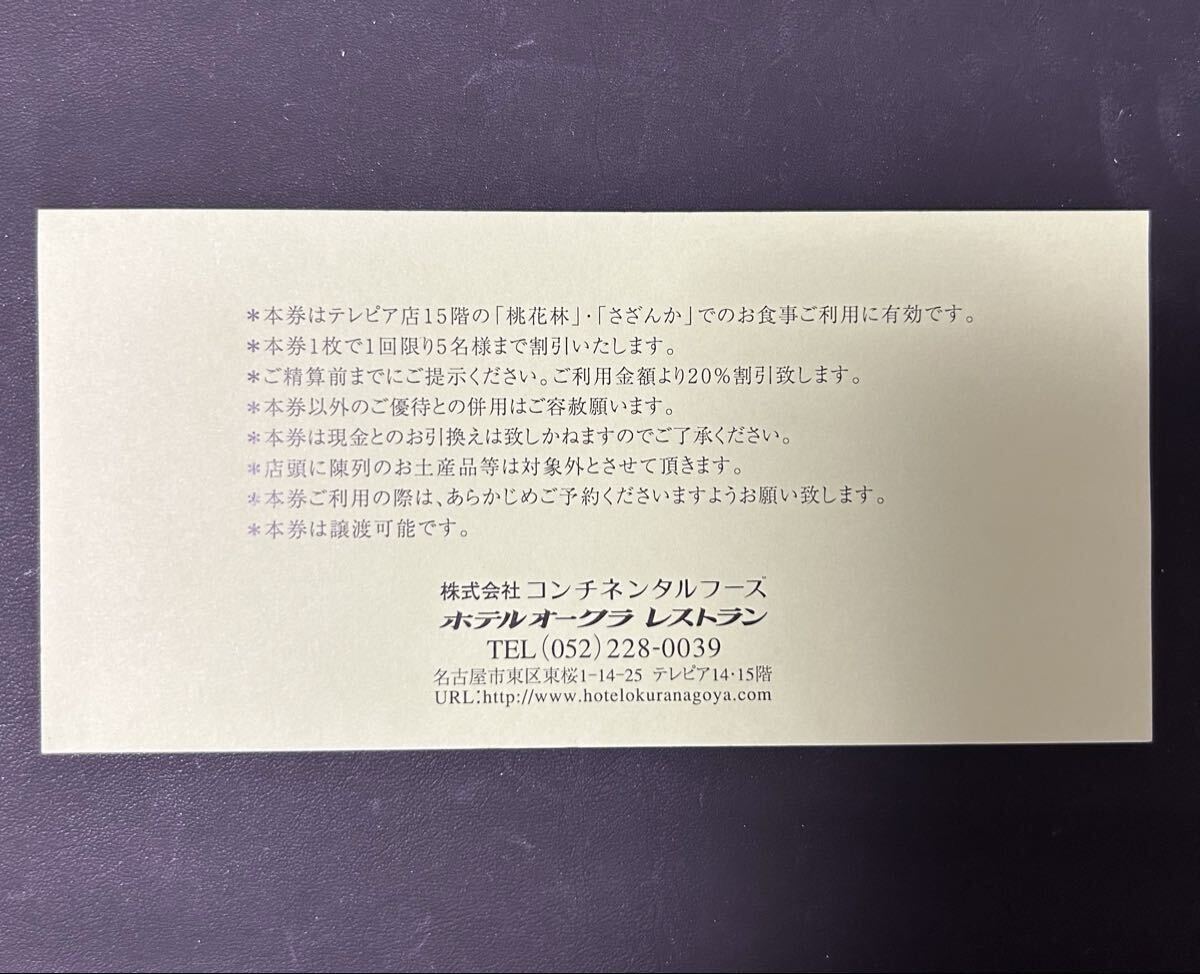 ＊本券はテレピア店15階の「桃花林」・「さざんか」でのお食事ご利用に有効です。
＊本券1枚で1回限り5名様まで割引いたします。
＊ご精算前までにご提示ください。ご利用金額より20%割引致します。
＊本券以外のご優待との併用はご容赦願います。
＊本券は現金とのお引換えは致しかねますのでご了承ください。
＊店頭に陳列のお土産品等は対象外とさせて頂きます。
＊本券ご利用の際は、あらかじめご予約くださいますようお願い致します。
＊本券は譲渡可能です。
株式会社 コンチネンタルフーズ
ホテルオークラ レストラン
TEL(052)228-0039
名古屋市東区東桜1-14-25 テレピア14・15階
URL:http://www.hotelokuranagoya.com